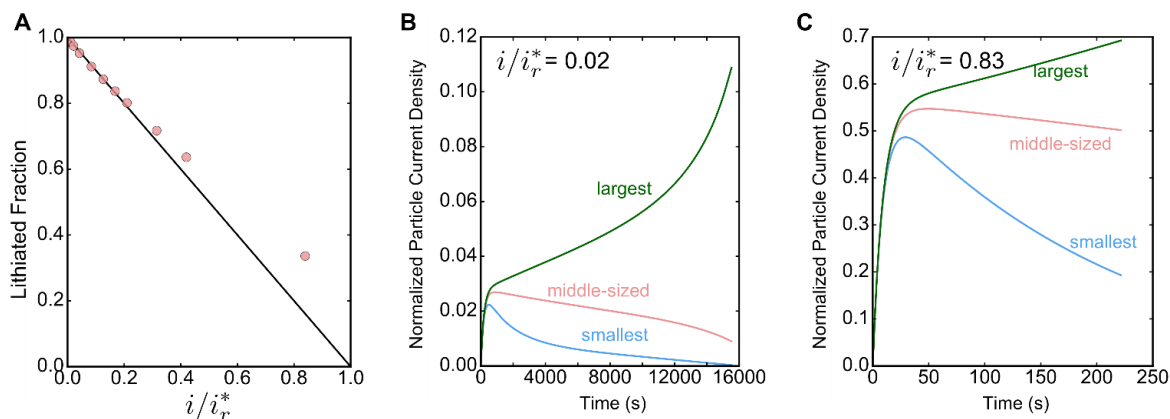 A
1.0
0.8
0.6
0.4
0.2
0.0
Lithiated Fraction
0.0 0.2 0.4 0.6 0.8 1.0
i/i_r^*
B
0.12
0.10
0.08
0.06
0.04
0.02
0.00
Normalized Particle Current Density
i/i_r^* = 0.02
largest
middle-sized
smallest
0 4000 8000 12000 16000
Time (s)
C
0.7
0.6
0.5
0.4
0.3
0.2
0.1
0.0
Normalized Particle Current Density
i/i_r^* = 0.83
largest
middle-sized
smallest
0 50 100 150 200 250
Time (s)